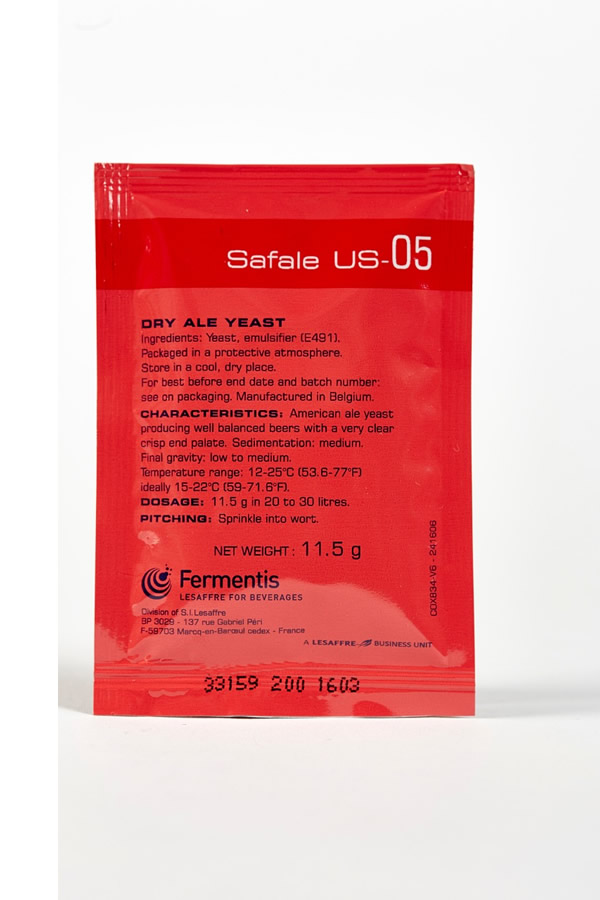 Safale US-05
DRY ALE YEAST
Ingredients: Yeast, emulsifier (E491).
Packaged in a protective atmosphere.
Store in a cool, dry place.
For best before end date and batch number:
see on packaging. Manufactured in Belgium.
CHARACTERISTICS: American ale yeast
producing well balanced beers with a very clear
crisp end palate. Sedimentation: medium.
Final gravity: low to medium.
Temperature range: 12-25°C (53.6-77°F)
ideally 15-22°C (59-71.6°F).
DOSAGE: 11.5 g in 20 to 30 litres.
PITCHING: Sprinkle into wort.
NET WEIGHT : 11.5 g
Fermentis
LESAFFRE FOR BEVERAGES
Division of S.I.Lesaffre
BP 3029 - 137 rue Gabriel Péri
F-59703 Marcq-en-Barœul cedex - France
A LESAFFRE BUSINESS UNIT
COX834-V6 - 241606
33159 200 1603